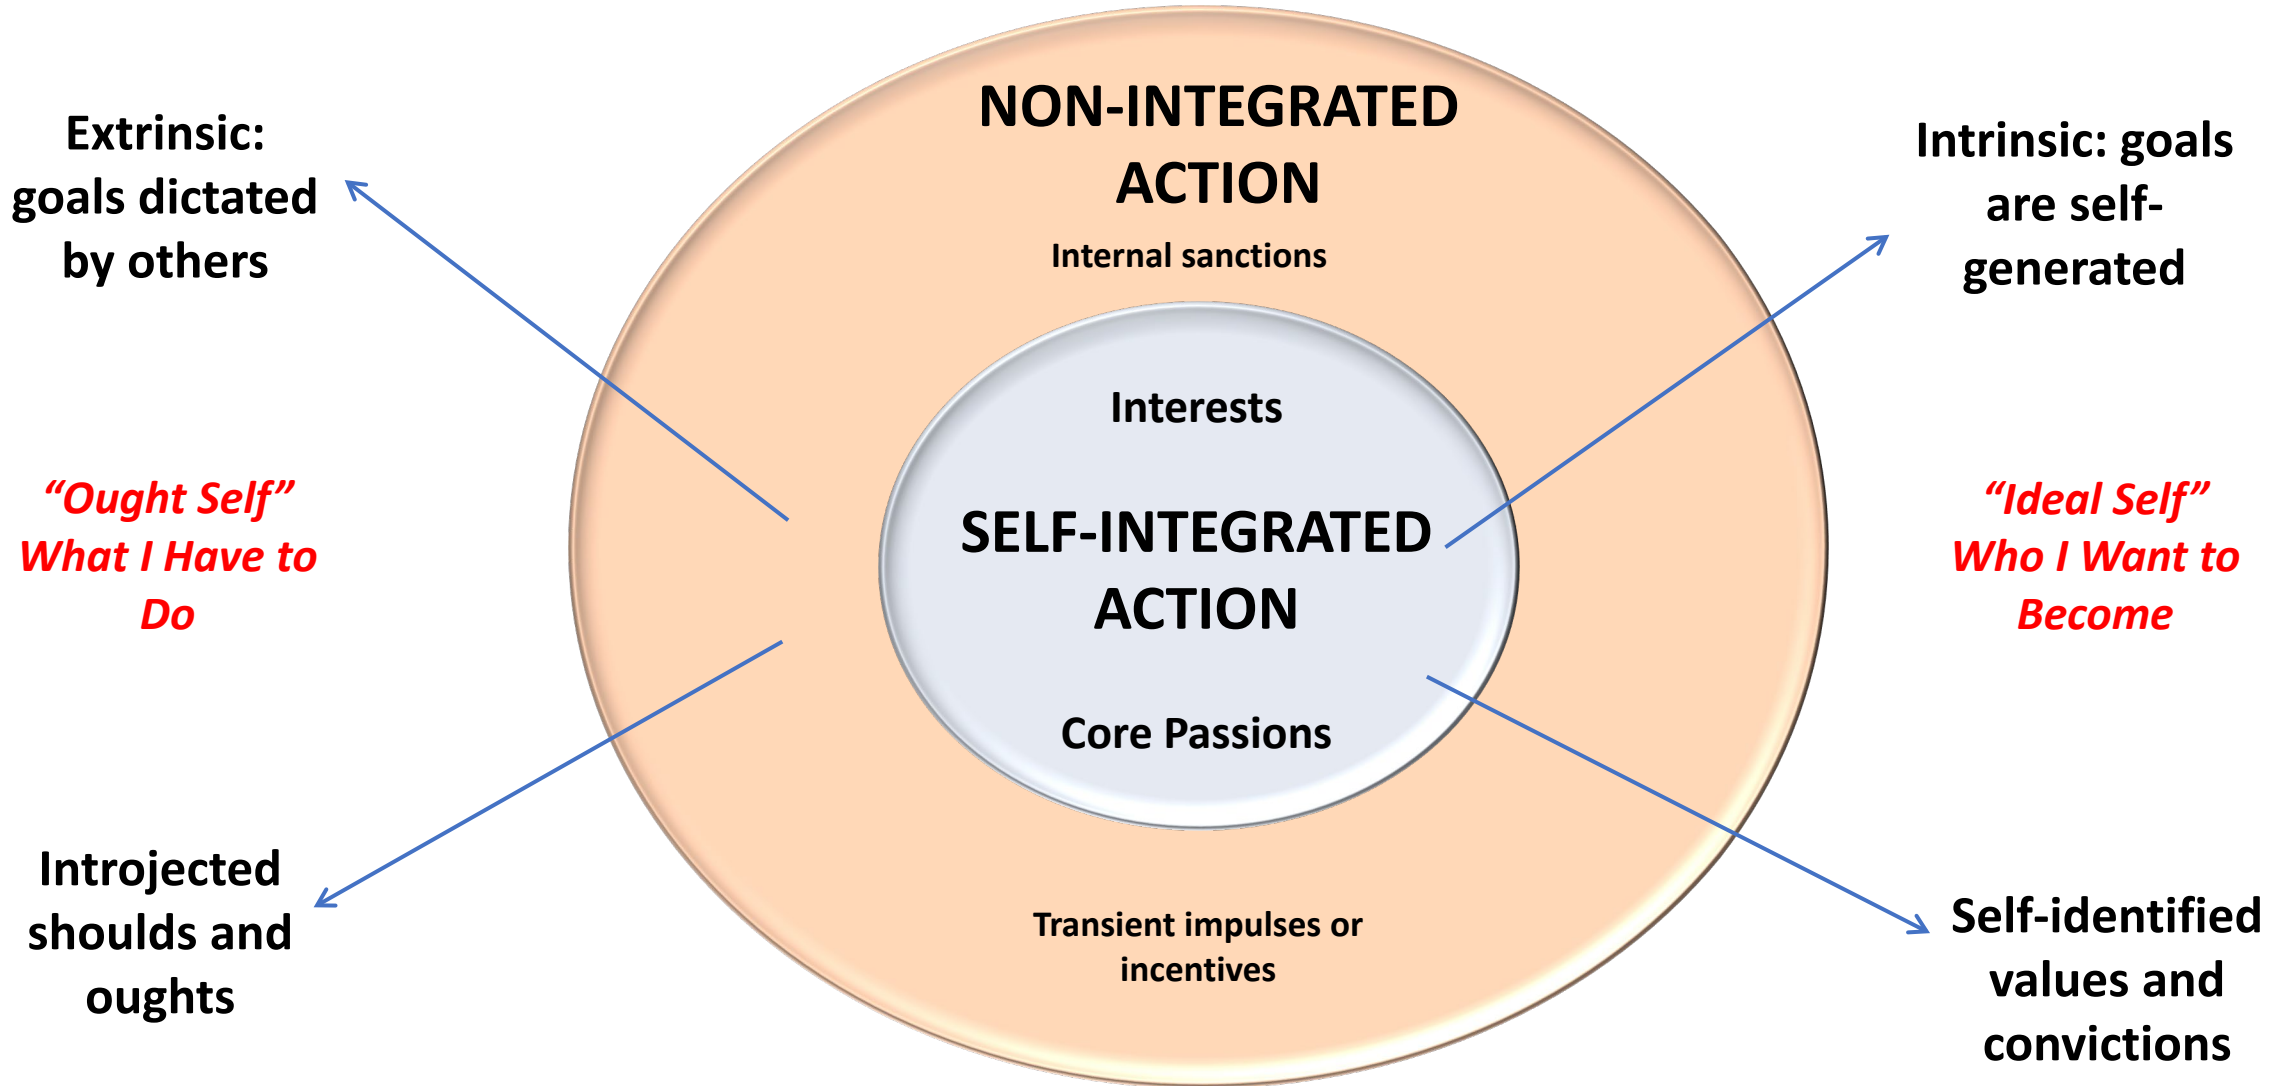 Extrinsic:
goals dictated
by others
“Ought Self”
What I Have to
Do
Introjected
shoulds and
oughts
NON-INTEGRATED
ACTION
Internal sanctions
Interests
SELF-INTEGRATED
ACTION
Core Passions
Transient impulses or
incentives
Intrinsic: goals
are self-
generated
“Ideal Self”
Who I Want to
Become
Self-identified
values and
convictions